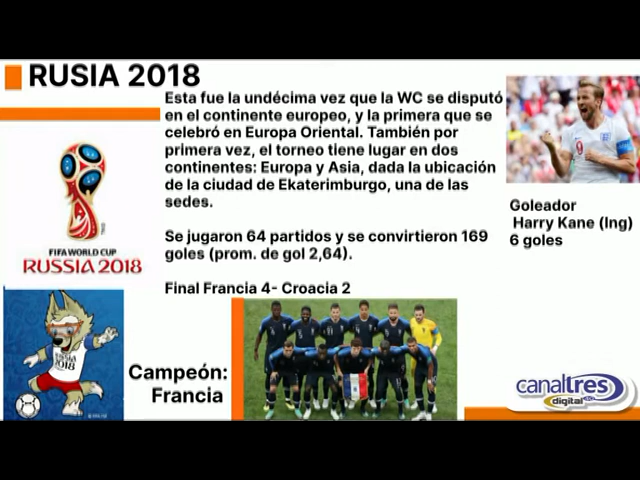 RUSIA 2018
Esta fue la undécima vez que la WC se disputó
en el continente europeo, y la primera que se
celebró en Europa Oriental. También por
primera vez, el torneo tiene lugar en dos
continentes: Europa y Asia, dada la ubicación
de la ciudad de Ekaterimburgo, una de las
sedes.
Se jugaron 64 partidos y se convirtieron 169
goles (prom. de gol 2,64).
Final Francia 4- Croacia 2
Goleador
Harry Kane (Ing)
6 goles
FIFA WORLD CUP
RUSSIA 2018
RUSSIA
2018
Campeón:
Francia
9
canaltres
digital